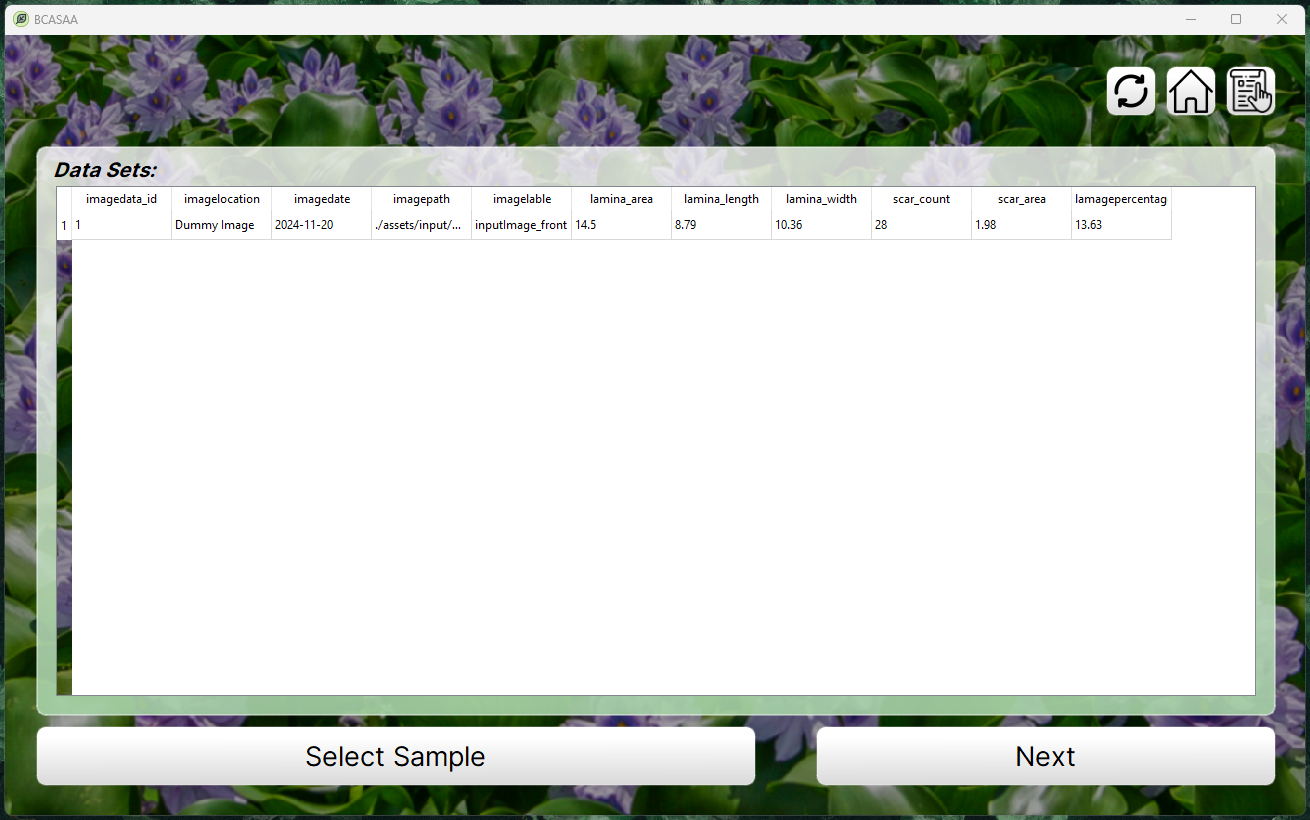 BCASAA
Data Sets:
imagedata_id imagelocation imagedate imagepath imagelable lamina_area lamina_length lamina_width scar_count scar_area lamagepercentag
1 1 Dummy Image 2024-11-20 ./assets/input/... inputImage_front 14.5 8.79 10.36 28 1.98 13.63
Select Sample Next